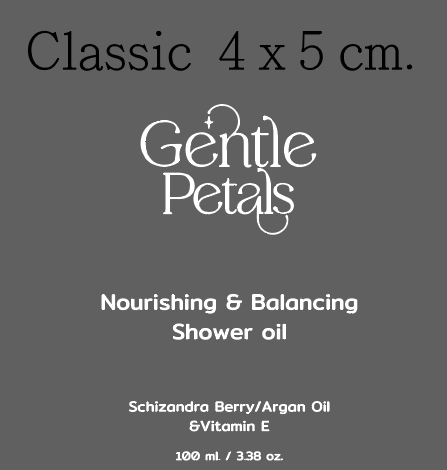 Classic 4 x 5 cm.
Gentle
Petals
Nourishing & Balancing
Shower oil
Schizandra Berry/Argan Oil
&Vitamin E
100 ml. / 3.38 oz.